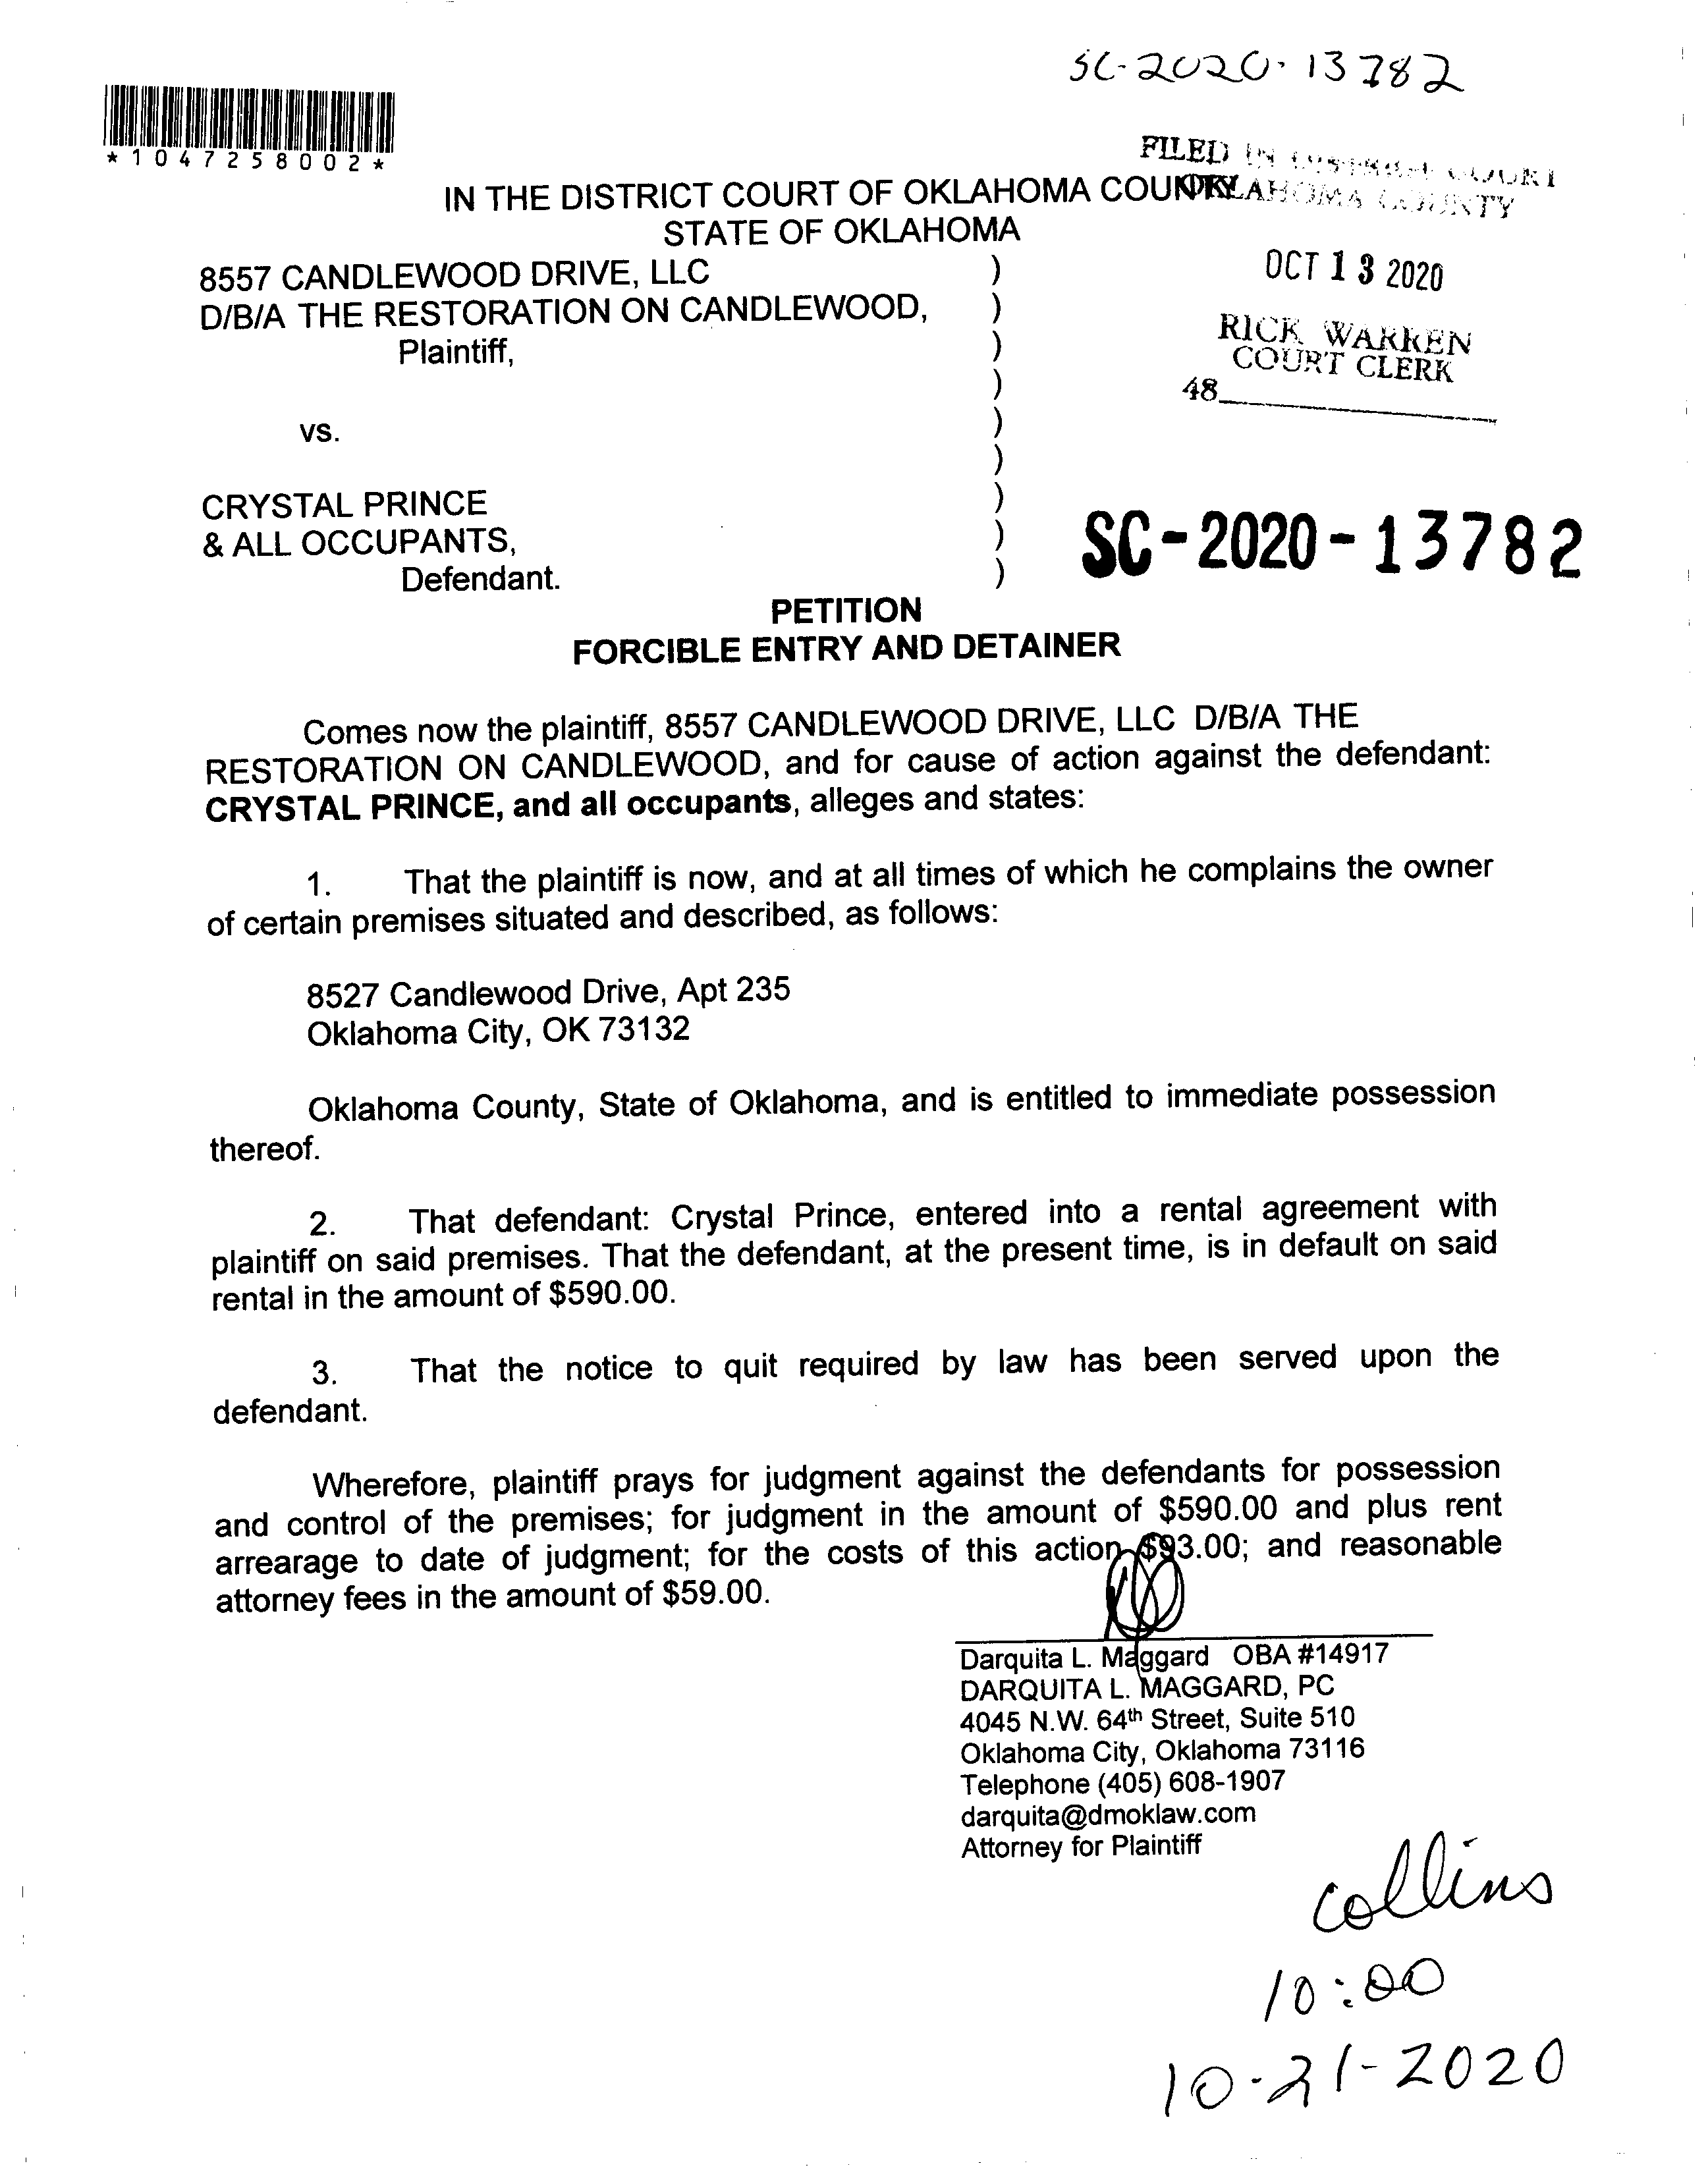 SC-2020-13782
*1047258002*
FILED IN DISTRICT COURT
OKLAHOMA COUNTY
IN THE DISTRICT COURT OF OKLAHOMA COUNTY
STATE OF OKLAHOMA
OCT 13 2020
RICK WARREN
COURT CLERK
48
8557 CANDLEWOOD DRIVE, LLC )
D/B/A THE RESTORATION ON CANDLEWOOD, )
Plaintiff, )
)
vs. )
)
CRYSTAL PRINCE )
& ALL OCCUPANTS, )
Defendant. )
SC-2020-13782
PETITION
FORCIBLE ENTRY AND DETAINER
Comes now the plaintiff, 8557 CANDLEWOOD DRIVE, LLC D/B/A THE
RESTORATION ON CANDLEWOOD, and for cause of action against the defendant:
CRYSTAL PRINCE, and all occupants, alleges and states:
1. That the plaintiff is now, and at all times of which he complains the owner
of certain premises situated and described, as follows:
8527 Candlewood Drive, Apt 235
Oklahoma City, OK 73132
Oklahoma County, State of Oklahoma, and is entitled to immediate possession
thereof.
2. That defendant: Crystal Prince, entered into a rental agreement with
plaintiff on said premises. That the defendant, at the present time, is in default on said
rental in the amount of $590.00.
3. That the notice to quit required by law has been served upon the
defendant.
Wherefore, plaintiff prays for judgment against the defendants for possession
and control of the premises; for judgment in the amount of $590.00 and plus rent
arrearage to date of judgment; for the costs of this action $93.00; and reasonable
attorney fees in the amount of $59.00.
Darquita L. Maggard OBA #14917
DARQUITA L. MAGGARD, PC
4045 N.W. 64th Street, Suite 510
Oklahoma City, Oklahoma 73116
Telephone (405) 608-1907
darquita@dmoklaw.com
Attorney for Plaintiff
Collins
10:00
10-21-2020